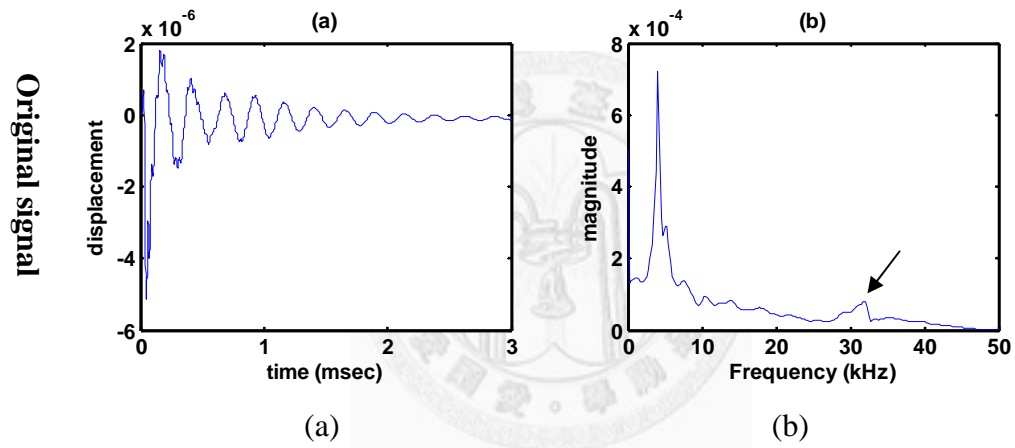 Original signal
x 10^-6
(a)
2
0
-2
-4
-6
displacement
0
1
2
3
time (msec)
x 10^-4
(b)
8
6
4
2
0
magnitude
0
10
20
30
40
50
Frequency (kHz)
(a)
(b)